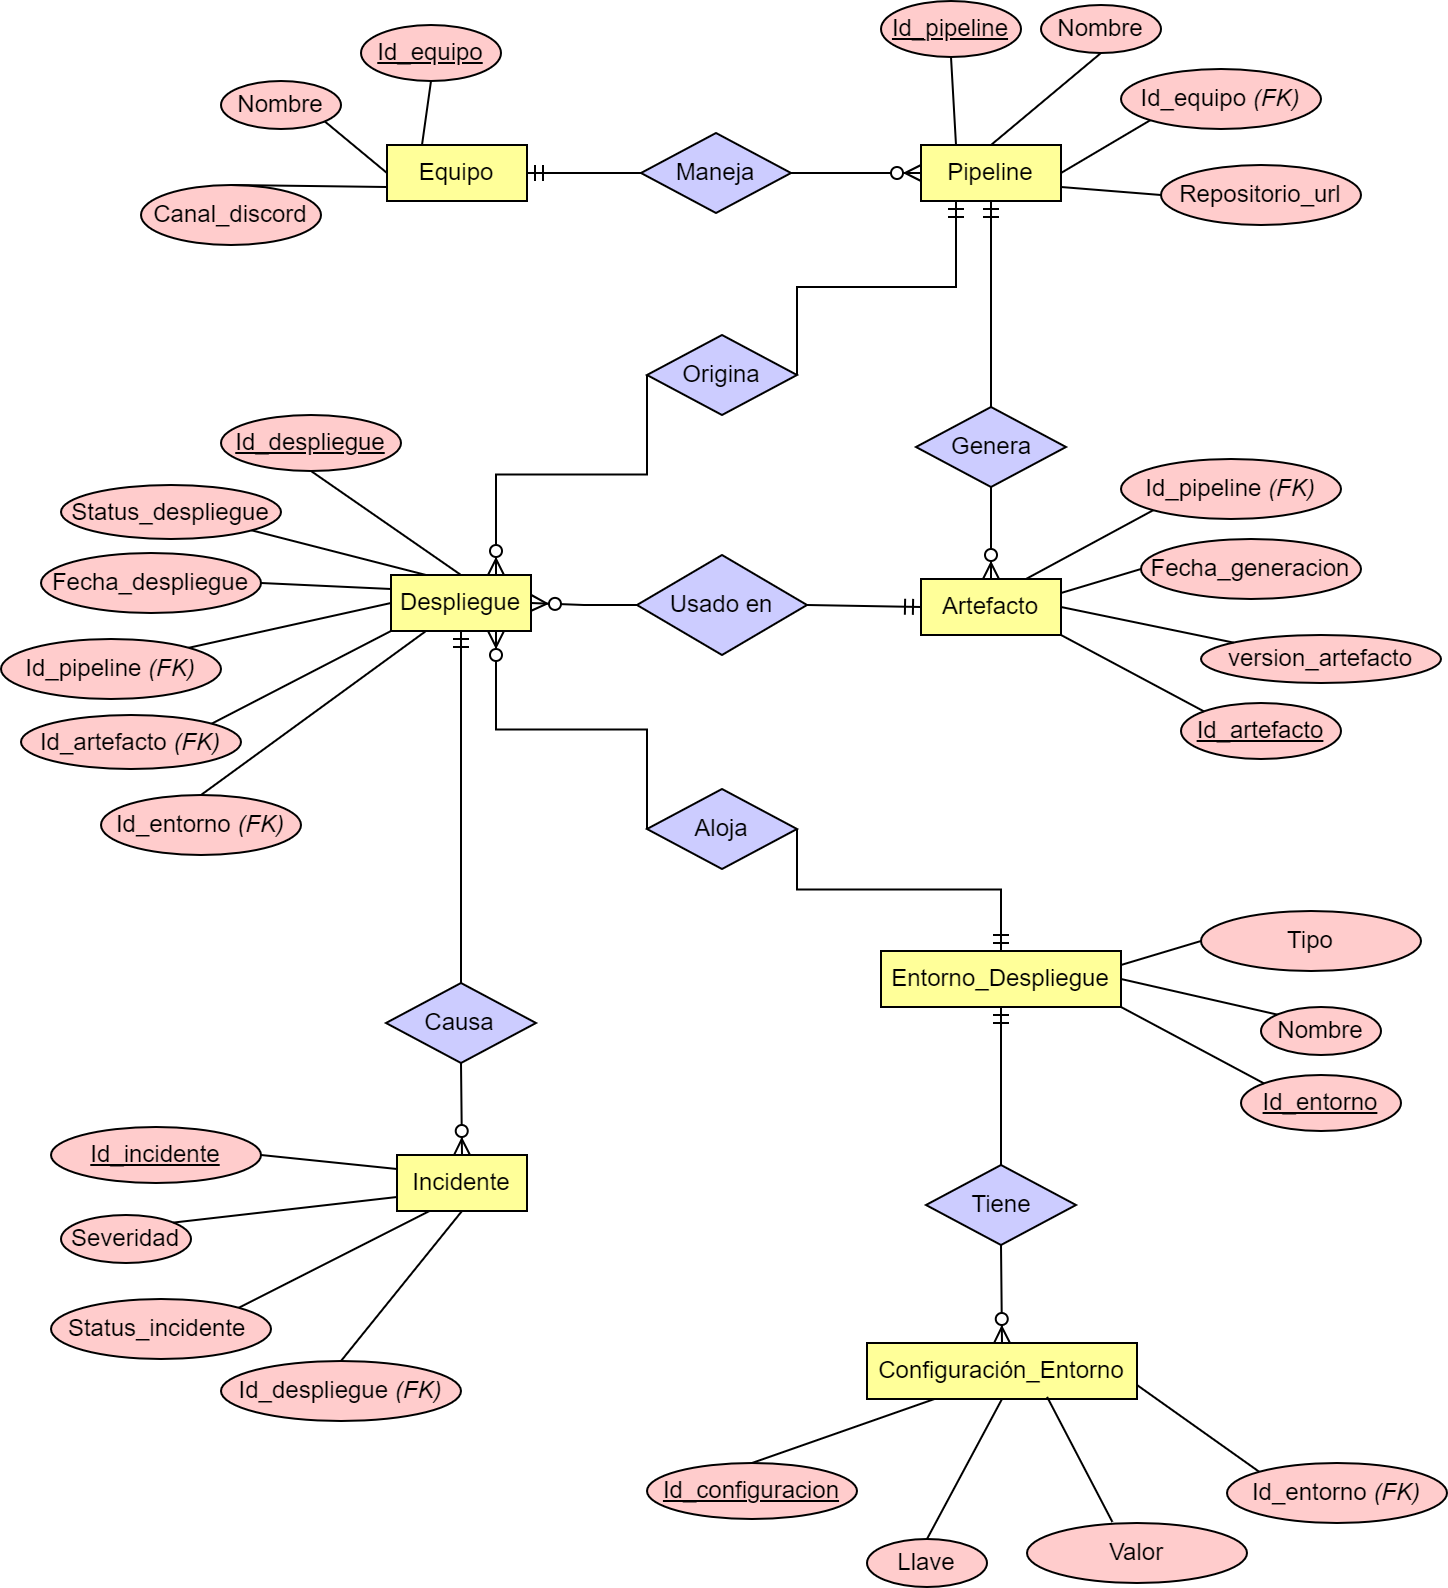 Id_pipeline
Nombre
Id_equipo
Nombre
Id_equipo (FK)
Equipo
Maneja
Pipeline
Canal_discord
Repositorio_url
Origina
Id_despliegue
Genera
Status_despliegue
Id_pipeline (FK)
Fecha_despliegue
Fecha_generacion
Despliegue
Usado en
Artefacto
Id_pipeline (FK)
version_artefacto
Id_artefacto (FK)
Id_artefacto
Id_entorno (FK)
Aloja
Tipo
Entorno_Despliegue
Causa
Nombre
Id_entorno
Id_incidente
Incidente
Tiene
Severidad
Status_incidente
Configuración_Entorno
Id_despliegue (FK)
Id_configuracion
Id_entorno (FK)
Llave
Valor